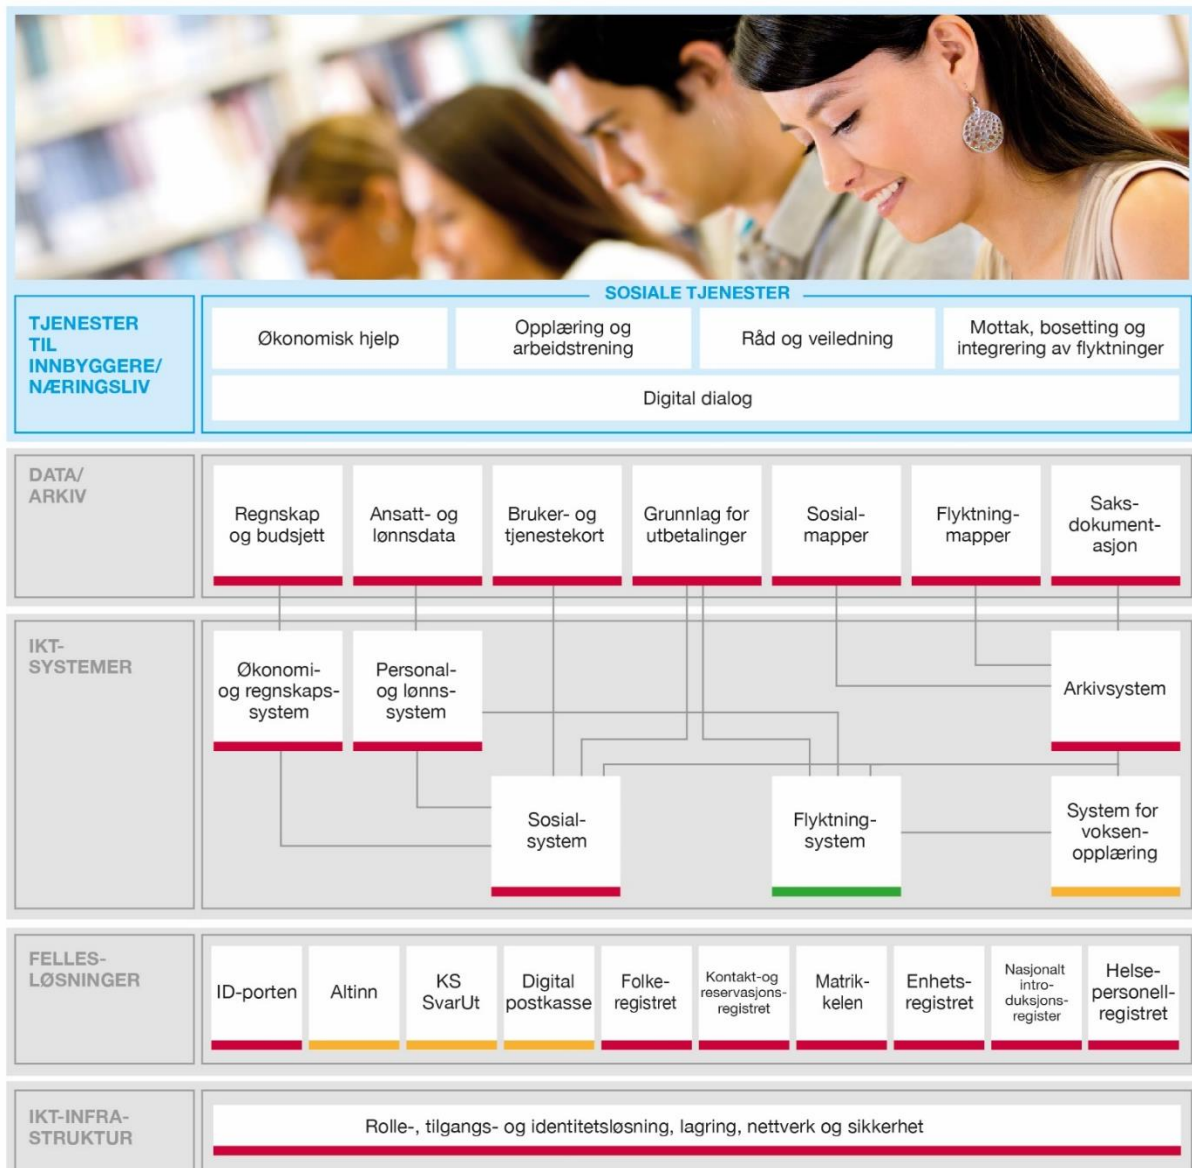 SOSIALE TJENESTER
TJENESTER
TIL
INNBYGGERE/
NÆRINGSLIV
Økonomisk hjelp
Opplæring og
arbeidstrening
Råd og veiledning
Mottak, bosetting og
integrering av flyktninger
Digital dialog
DATA/
ARKIV
Regnskap
og budsjett
Ansatt- og
lønnsdata
Bruker- og
tjenestekort
Grunnlag for
utbetalinger
Sosial-
mapper
Flyktning-
mapper
Saks-
dokument-
asjon
IKT-
SYSTEMER
Økonomi-
og regnskaps-
system
Personal-
og lønns-
system
Arkivsystem
Sosial-
system
Flyktning-
system
System for
voksen-
opplæring
FELLES-
LØSNINGER
ID-porten
Altinn
KS
SvarUt
Digital
postkasse
Folke-
registret
Kontakt-og
reservasjons-
registret
Matrik-
kelen
Enhets-
registret
Nasjonalt
intro-
duksjons-
register
Helse-
personell-
registret
IKT-INFRA-
STRUKTUR
Rolle-, tilgangs- og identitetsløsning, lagring, nettverk og sikkerhet